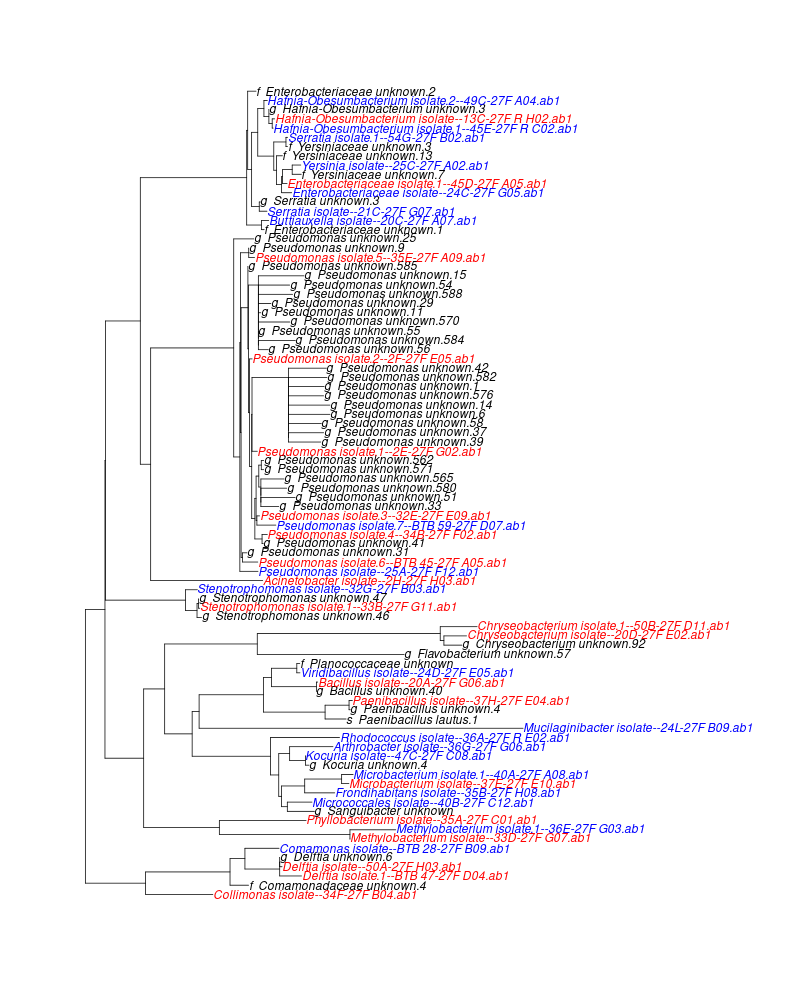 f Enterobacteriaceae unknown.2
Hafnia-Obesumbacterium isolate.2--49C-27F A04.ab1
g Hafnia-Obesumbacterium unknown.3
Hafnia-Obesumbacterium isolate--13C-27F R H02.ab1
Hafnia-Obesumbacterium isolate.1--45E-27F R C02.ab1
Serratia isolate.1--54G-27F B02.ab1
f Yersiniaceae unknown.3
f Yersiniaceae unknown.13
Yersinia isolate--25C-27F A02.ab1
f Yersiniaceae unknown.7
Enterobacteriaceae isolate.1--45D-27F A05.ab1
Enterobacteriaceae isolate--24C-27F G05.ab1
g Serratia unknown.3
Serratia isolate--21C-27F G07.ab1
Buttiauxella isolate--20C-27F A07.ab1
f Enterobacteriaceae unknown.1
g Pseudomonas unknown.25
g Pseudomonas unknown.9
Pseudomonas isolate.5--35E-27F A09.ab1
g Pseudomonas unknown.585
g Pseudomonas unknown.15
g Pseudomonas unknown.54
g Pseudomonas unknown.588
g Pseudomonas unknown.29
g Pseudomonas unknown.11
g Pseudomonas unknown.570
g Pseudomonas unknown.55
g Pseudomonas unknown.584
g Pseudomonas unknown.56
Pseudomonas isolate.2--2F-27F E05.ab1
g Pseudomonas unknown.42
g Pseudomonas unknown.582
g Pseudomonas unknown.1
g Pseudomonas unknown.576
g Pseudomonas unknown.14
g Pseudomonas unknown.6
g Pseudomonas unknown.58
g Pseudomonas unknown.37
g Pseudomonas unknown.39
Pseudomonas isolate.1--2E-27F G02.ab1
g Pseudomonas unknown.562
g Pseudomonas unknown.571
g Pseudomonas unknown.565
g Pseudomonas unknown.580
g Pseudomonas unknown.51
g Pseudomonas unknown.33
Pseudomonas isolate.3--32E-27F E09.ab1
Pseudomonas isolate.7--BTB 59-27F D07.ab1
Pseudomonas isolate.4--34B-27F F02.ab1
g Pseudomonas unknown.41
g Pseudomonas unknown.31
Pseudomonas isolate.6--BTB 45-27F A05.ab1
Pseudomonas isolate--25A-27F F12.ab1
Acinetobacter isolate--2H-27F H03.ab1
Stenotrophomonas isolate--32G-27F B03.ab1
g Stenotrophomonas unknown.47
Stenotrophomonas isolate.1--33B-27F G11.ab1
g Stenotrophomonas unknown.46
Chryseobacterium isolate.1--50B-27F D11.ab1
Chryseobacterium isolate--20D-27F E02.ab1
g Chryseobacterium unknown.92
g Flavobacterium unknown.57
f Planococcaceae unknown
Viridibacillus isolate--24D-27F E05.ab1
Bacillus isolate--20A-27F G06.ab1
g Bacillus unknown.40
Paenibacillus isolate--37H-27F E04.ab1
g Paenibacillus unknown.4
s Paenibacillus lautus.1
Mucilaginibacter isolate--24L-27F B09.ab1
Rhodococcus isolate--36A-27F R E02.ab1
Arthrobacter isolate--36G-27F G06.ab1
Kocuria isolate--47C-27F C08.ab1
g Kocuria unknown.4
Microbacterium isolate.1--40A-27F A08.ab1
Microbacterium isolate--37E-27F E10.ab1
Frondihabitans isolate--35B-27F H08.ab1
Micrococcales isolate--40B-27F C12.ab1
g Sanguibacter unknown
Phyllobacterium isolate--35A-27F C01.ab1
Methylobacterium isolate.1--36E-27F G03.ab1
Methylobacterium isolate--33D-27F G07.ab1
Comamonas isolate--BTB 28-27F B09.ab1
g Delftia unknown.6
Delftia isolate--50A-27F H03.ab1
Delftia isolate.1--BTB 47-27F D04.ab1
f Comamonadaceae unknown.4
Collimonas isolate--34F-27F B04.ab1